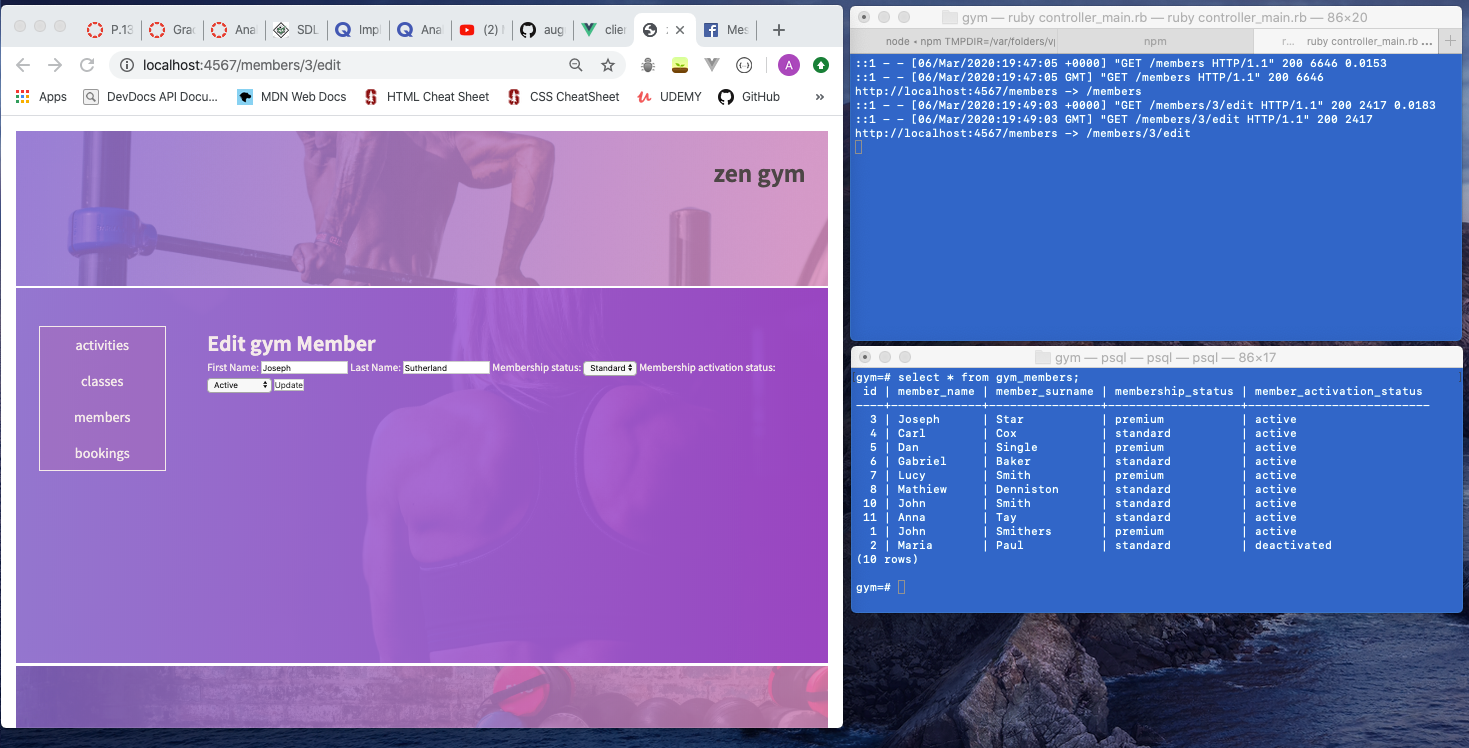 P.13
Grac
Anal
SDL
Impl
Anal
(2) M
aug
clien
Mes
localhost:4567/members/3/edit
A
Apps
DevDocs API Docu...
MDN Web Docs
HTML Cheat Sheet
CSS CheatSheet
UDEMY
GitHub
»
zen gym
activities
classes
members
bookings
Edit gym Member
First Name: Joseph Last Name: Sutherland Membership status: Standard Membership activation status:
Active Update
gym — ruby controller_main.rb — ruby controller_main.rb — 86×20
node • npm TMPDIR=/var/folders/vp
npm
r... ruby controller_main.rb ...
::1 - - [06/Mar/2020:19:47:05 +0000] "GET /members HTTP/1.1" 200 6646 0.0153
::1 - - [06/Mar/2020:19:47:05 GMT] "GET /members HTTP/1.1" 200 6646
http://localhost:4567/members -> /members
::1 - - [06/Mar/2020:19:49:03 +0000] "GET /members/3/edit HTTP/1.1" 200 2417 0.0183
::1 - - [06/Mar/2020:19:49:03 GMT] "GET /members/3/edit HTTP/1.1" 200 2417
http://localhost:4567/members -> /members/3/edit
gym — psql — psql — psql — 86×17
gym=# select * from gym_members;
id | member_name | member_surname | membership_status | member_activation_status
----+-------------+----------------+-------------------+--------------------------
3 | Joseph | Star | premium | active
4 | Carl | Cox | standard | active
5 | Dan | Single | premium | active
6 | Gabriel | Baker | standard | active
7 | Lucy | Smith | premium | active
8 | Mathiew | Denniston | standard | active
10 | John | Smith | standard | active
11 | Anna | Tay | standard | active
1 | John | Smithers | premium | active
2 | Maria | Paul | standard | deactivated
(10 rows)
gym=#